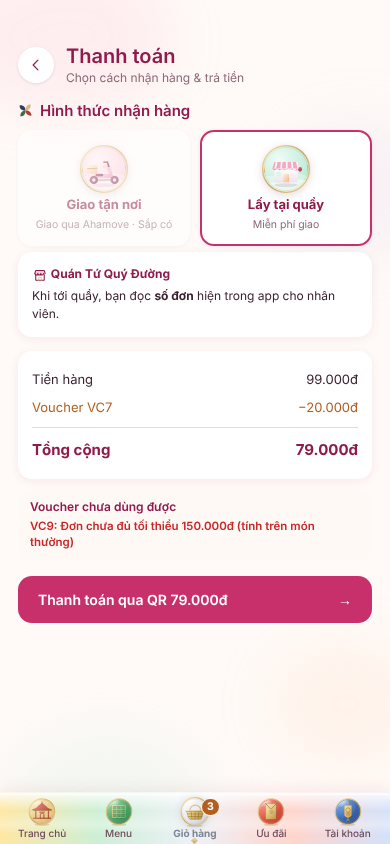 Thanh toán
Chọn cách nhận hàng & trả tiền
Hình thức nhận hàng
Giao tận nơi
Giao qua Ahamove · Sắp có
Lấy tại quầy
Miễn phí giao
Quán Tứ Quý Đường
Khi tới quầy, bạn đọc số đơn hiện trong app cho nhân
viên.
Tiền hàng 99.000đ
Voucher VC7 −20.000đ
Tổng cộng 79.000đ
Voucher chưa dùng được
VC9: Đơn chưa đủ tối thiểu 150.000đ (tính trên món
thường)
Thanh toán qua QR 79.000đ →
3
Trang chủ Menu Giỏ hàng Ưu đãi Tài khoản